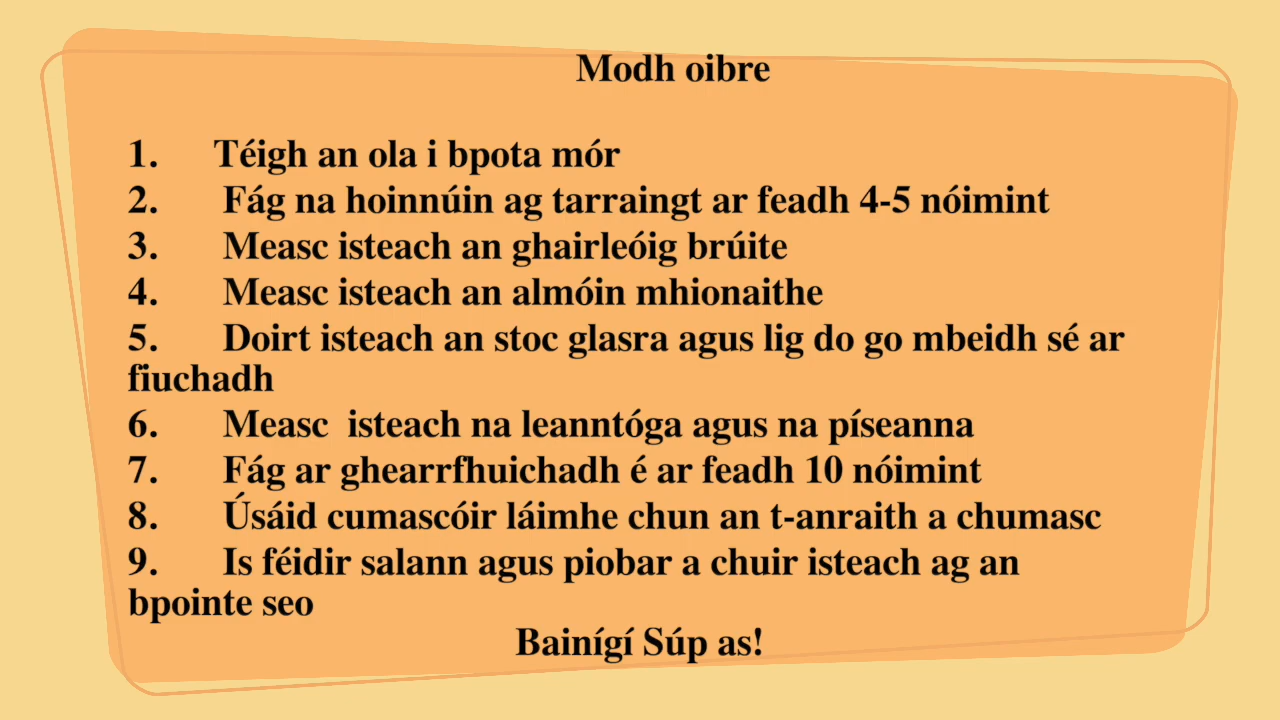 Modh oibre
1. Téigh an ola i bpota mór
2. Fág na hoinnúin ag tarraingt ar feadh 4-5 nóimint
3. Measc isteach an ghairleóig brúite
4. Measc isteach an almóin mhionaithe
5. Doirt isteach an stoc glasra agus lig do go mbeidh sé ar
fiuchadh
6. Measc isteach na leanntóga agus na píseanna
7. Fág ar ghearrfhuichadh é ar feadh 10 nóimint
8. Úsáid cumascóir láimhe chun an t-anraith a chumasc
9. Is féidir salann agus piobar a chuir isteach ag an
bpointe seo
Bainígí Súp as!